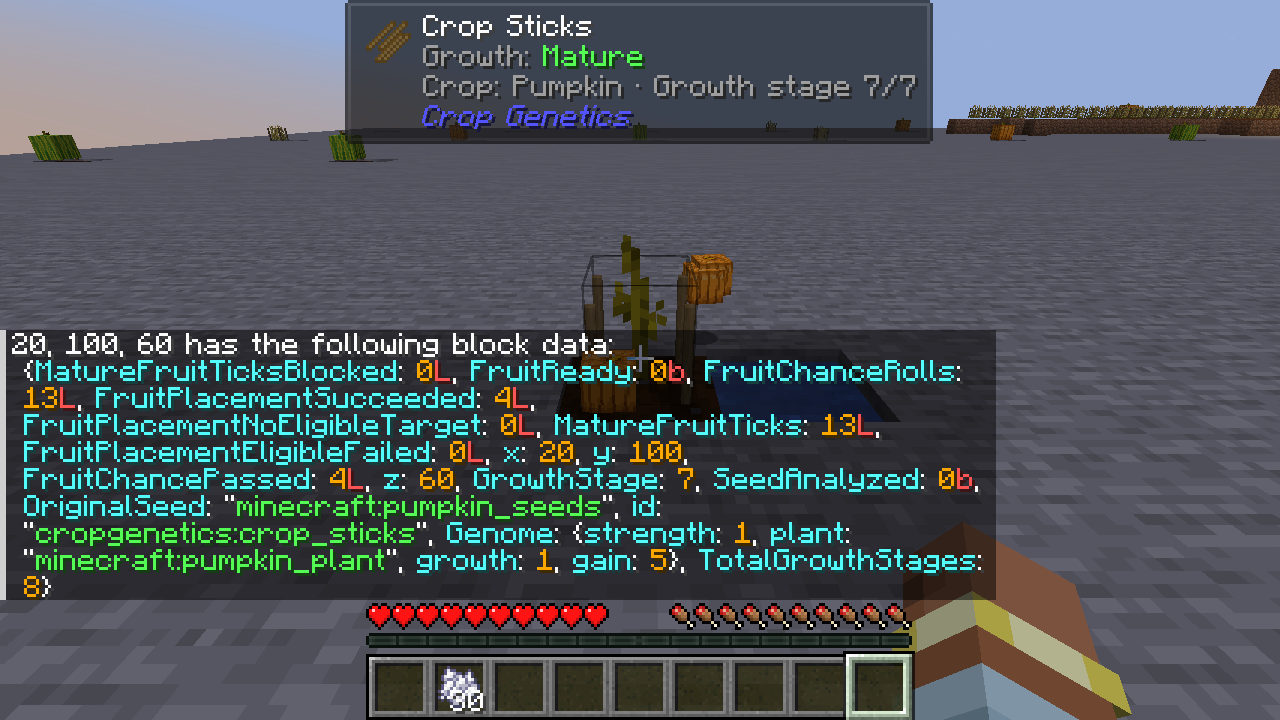 Crop Sticks
Growth: Mature
Crop: Pumpkin · Growth stage 7/7
Crop Genetics
20, 100, 60 has the following block data:
{MatureFruitTicksBlocked: 0L, FruitReady: 0b, FruitChanceRolls:
13L, FruitPlacementSucceeded: 4L,
FruitPlacementNoEligibleTarget: 0L, MatureFruitTicks: 13L,
FruitPlacementEligibleFailed: 0L, x: 20, y: 100,
FruitChancePassed: 4L, z: 60, GrowthStage: 7, SeedAnalyzed: 0b,
OriginalSeed: "minecraft:pumpkin_seeds", id:
"cropgenetics:crop_sticks", Genome: {strength: 1, plant:
"minecraft:pumpkin_plant", growth: 1, gain: 5}, TotalGrowthStages:
8}
90